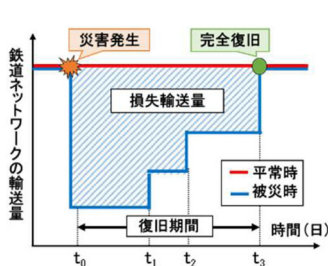 災害発生
完全復旧
鉄道ネットワークの輸送量
損失輸送量
平常時
被災時
復旧期間
時間(日)
t0
t1
t2
t3